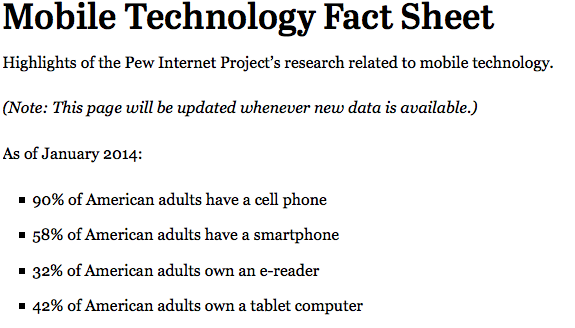 Mobile Technology Fact Sheet
Highlights of the Pew Internet Project’s research related to mobile technology.
(Note: This page will be updated whenever new data is available.)
As of January 2014:
▪ 90% of American adults have a cell phone
▪ 58% of American adults have a smartphone
▪ 32% of American adults own an e-reader
▪ 42% of American adults own a tablet computer